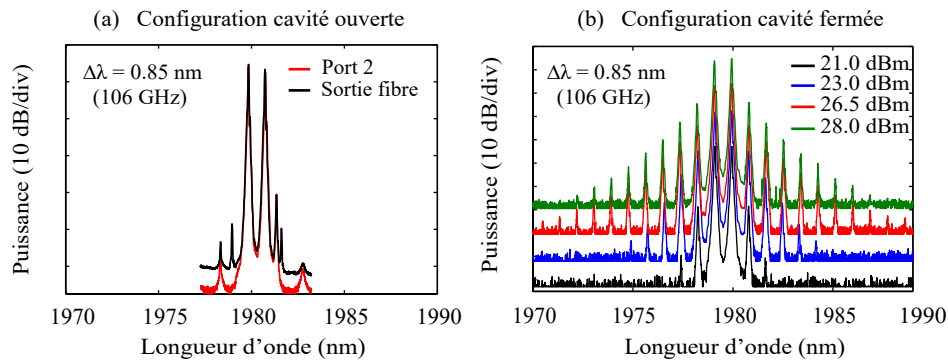 (a) Configuration cavité ouverte
Δλ = 0.85 nm
(106 GHz)
Port 2
Sortie fibre
Puissance (10 dB/div)
1970 1975 1980 1985 1990
Longueur d’onde (nm)
(b) Configuration cavité fermée
Δλ = 0.85 nm
(106 GHz)
21.0 dBm
23.0 dBm
26.5 dBm
28.0 dBm
Puissance (10 dB/div)
1970 1975 1980 1985 1990
Longueur d’onde (nm)